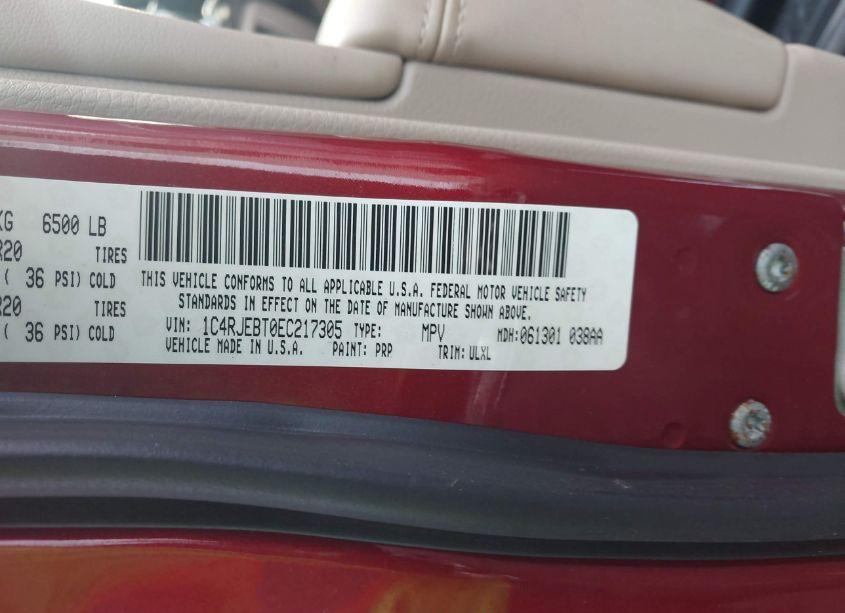 KG 6500 LB
R20 TIRES
( 36 PSI) COLD
R20 TIRES
( 36 PSI) COLD
THIS VEHICLE CONFORMS TO ALL APPLICABLE U.S.A. FEDERAL MOTOR VEHICLE SAFETY
STANDARDS IN EFFECT ON THE DATE OF MANUFACTURE SHOWN ABOVE.
VIN: 1C4RJEBT0EC217305 TYPE: MPV MDH:061301 038AA
VEHICLE MADE IN U.S.A. PAINT: PRP TRIM: ULXL